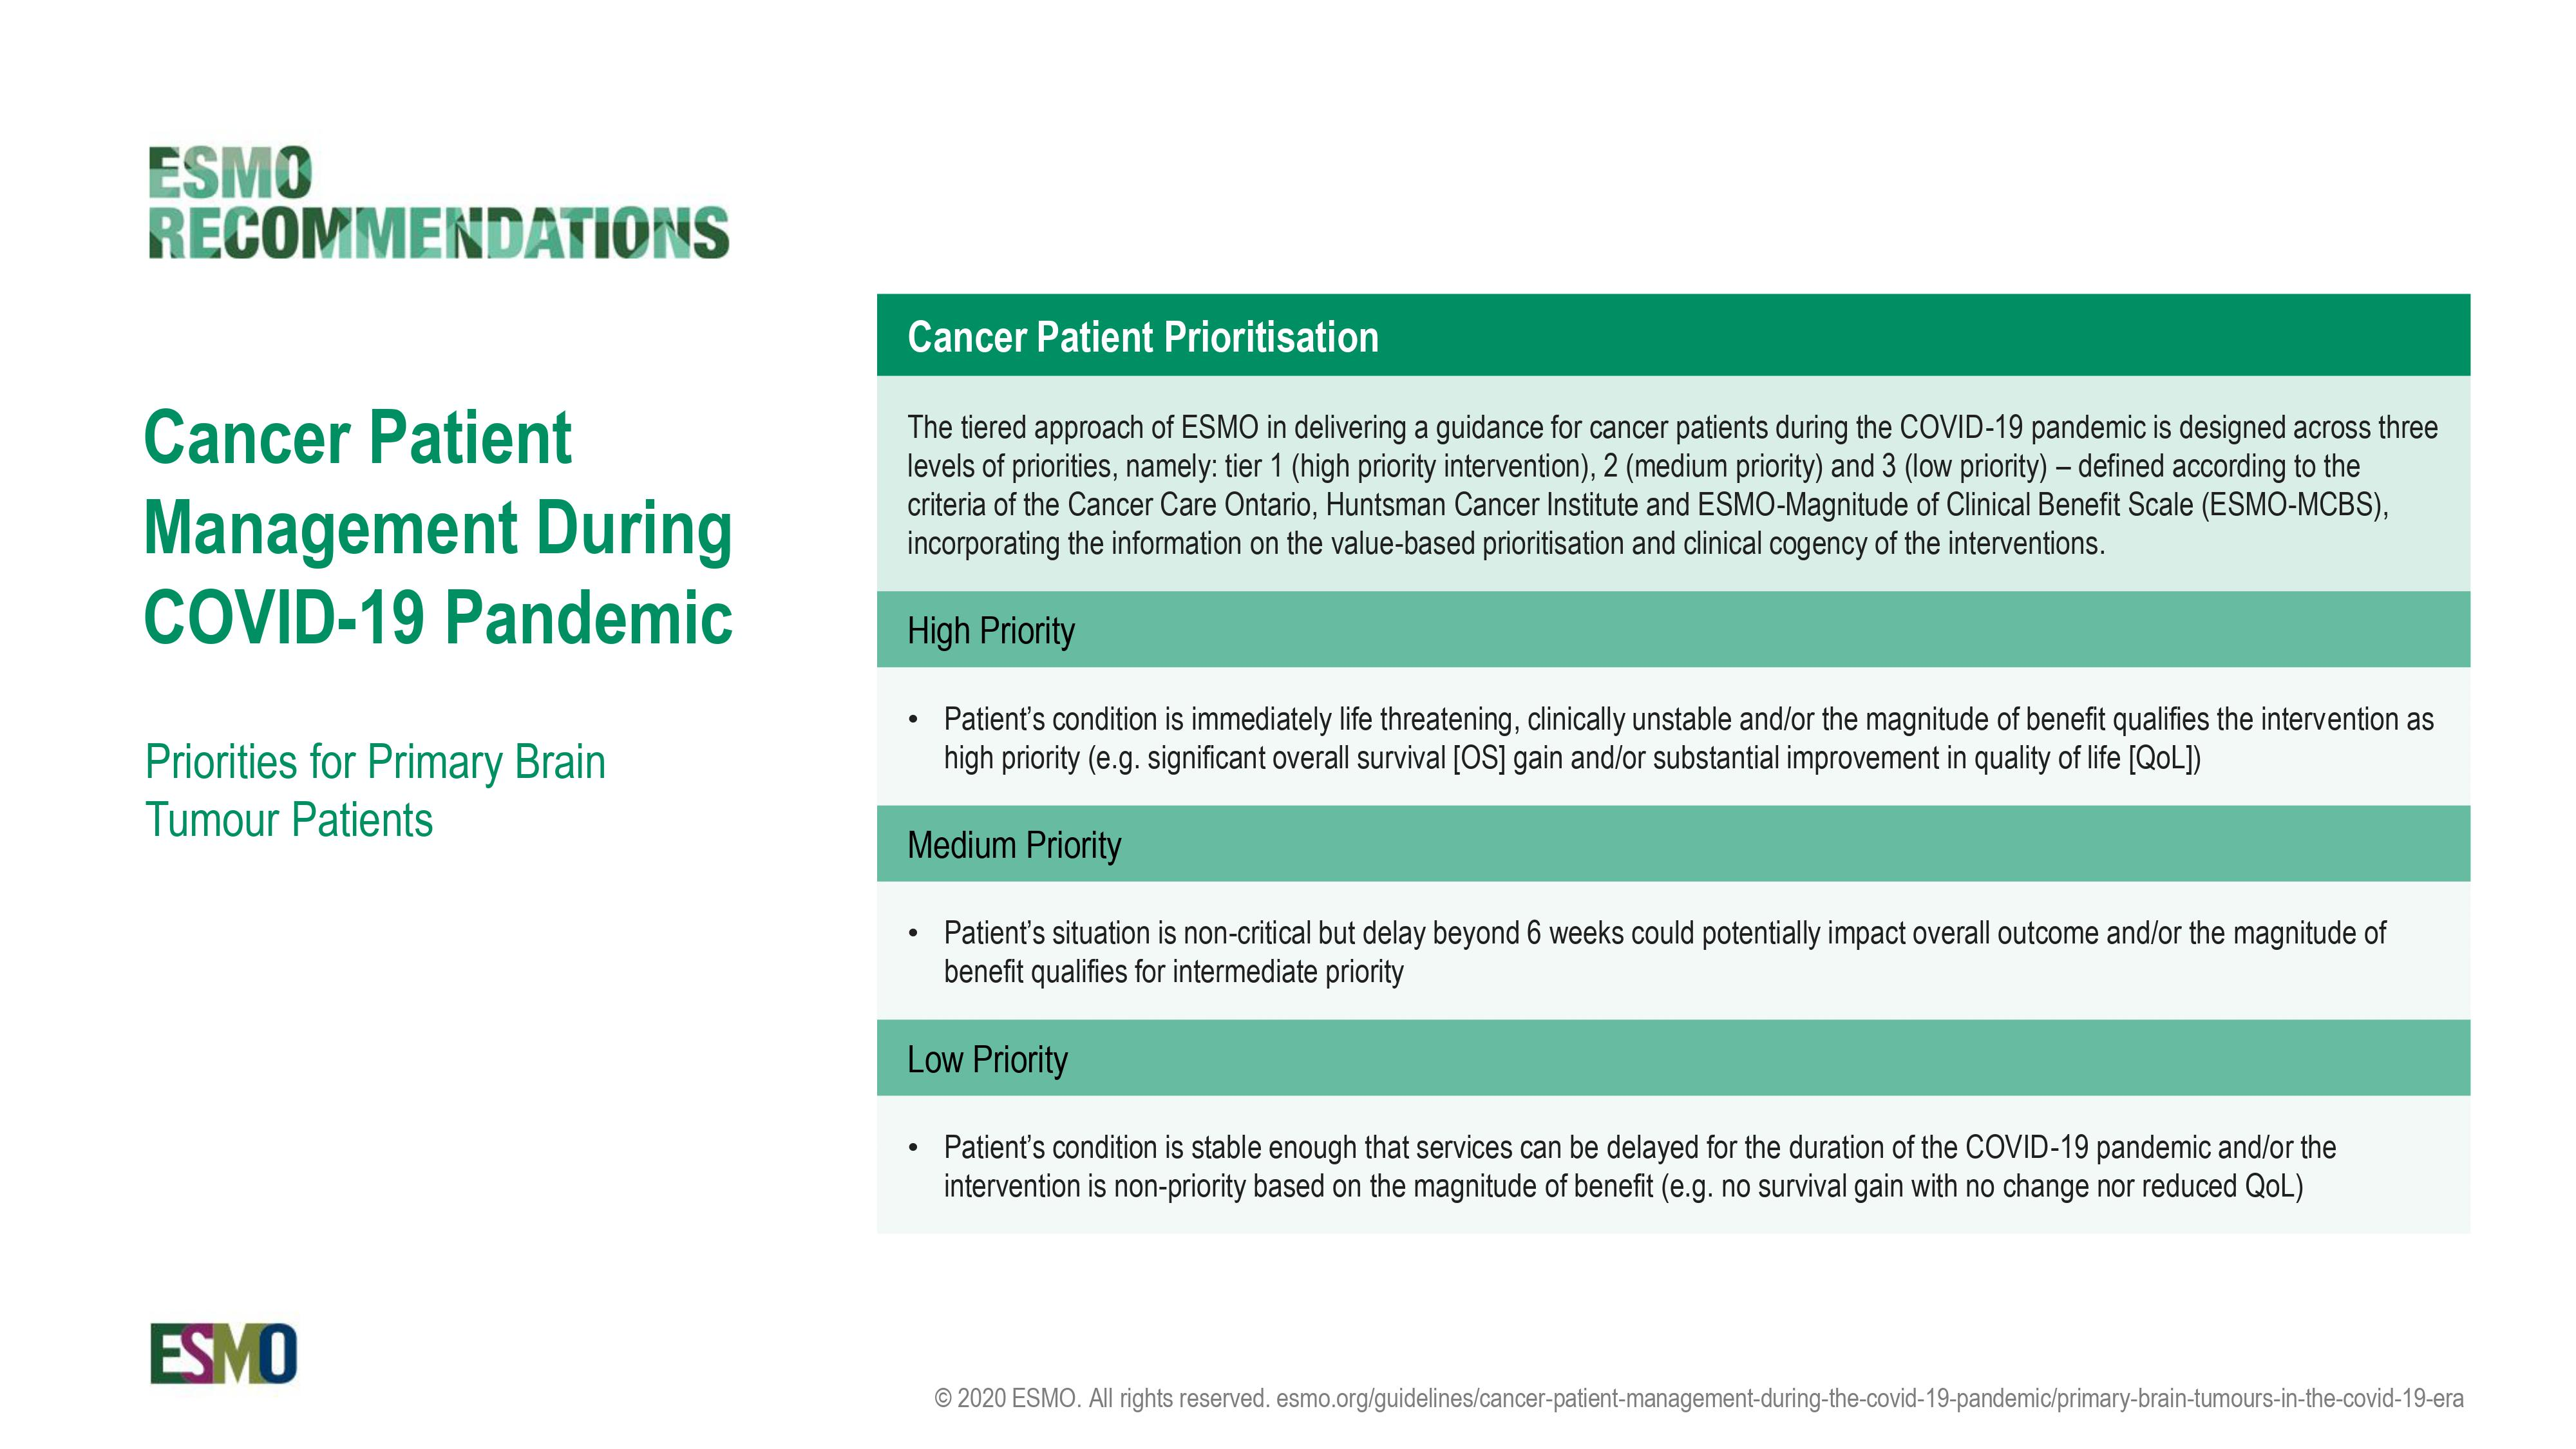 ESMO
RECOMMENDATIONS
Cancer Patient
Management During
COVID-19 Pandemic
Priorities for Primary Brain
Tumour Patients
Cancer Patient Prioritisation
The tiered approach of ESMO in delivering a guidance for cancer patients during the COVID-19 pandemic is designed across three
levels of priorities, namely: tier 1 (high priority intervention), 2 (medium priority) and 3 (low priority) – defined according to the
criteria of the Cancer Care Ontario, Huntsman Cancer Institute and ESMO-Magnitude of Clinical Benefit Scale (ESMO-MCBS),
incorporating the information on the value-based prioritisation and clinical cogency of the interventions.
High Priority
• Patient’s condition is immediately life threatening, clinically unstable and/or the magnitude of benefit qualifies the intervention as
high priority (e.g. significant overall survival [OS] gain and/or substantial improvement in quality of life [QoL])
Medium Priority
• Patient’s situation is non-critical but delay beyond 6 weeks could potentially impact overall outcome and/or the magnitude of
benefit qualifies for intermediate priority
Low Priority
• Patient’s condition is stable enough that services can be delayed for the duration of the COVID-19 pandemic and/or the
intervention is non-priority based on the magnitude of benefit (e.g. no survival gain with no change nor reduced QoL)
ESMO
© 2020 ESMO. All rights reserved. esmo.org/guidelines/cancer-patient-management-during-the-covid-19-pandemic/primary-brain-tumours-in-the-covid-19-era